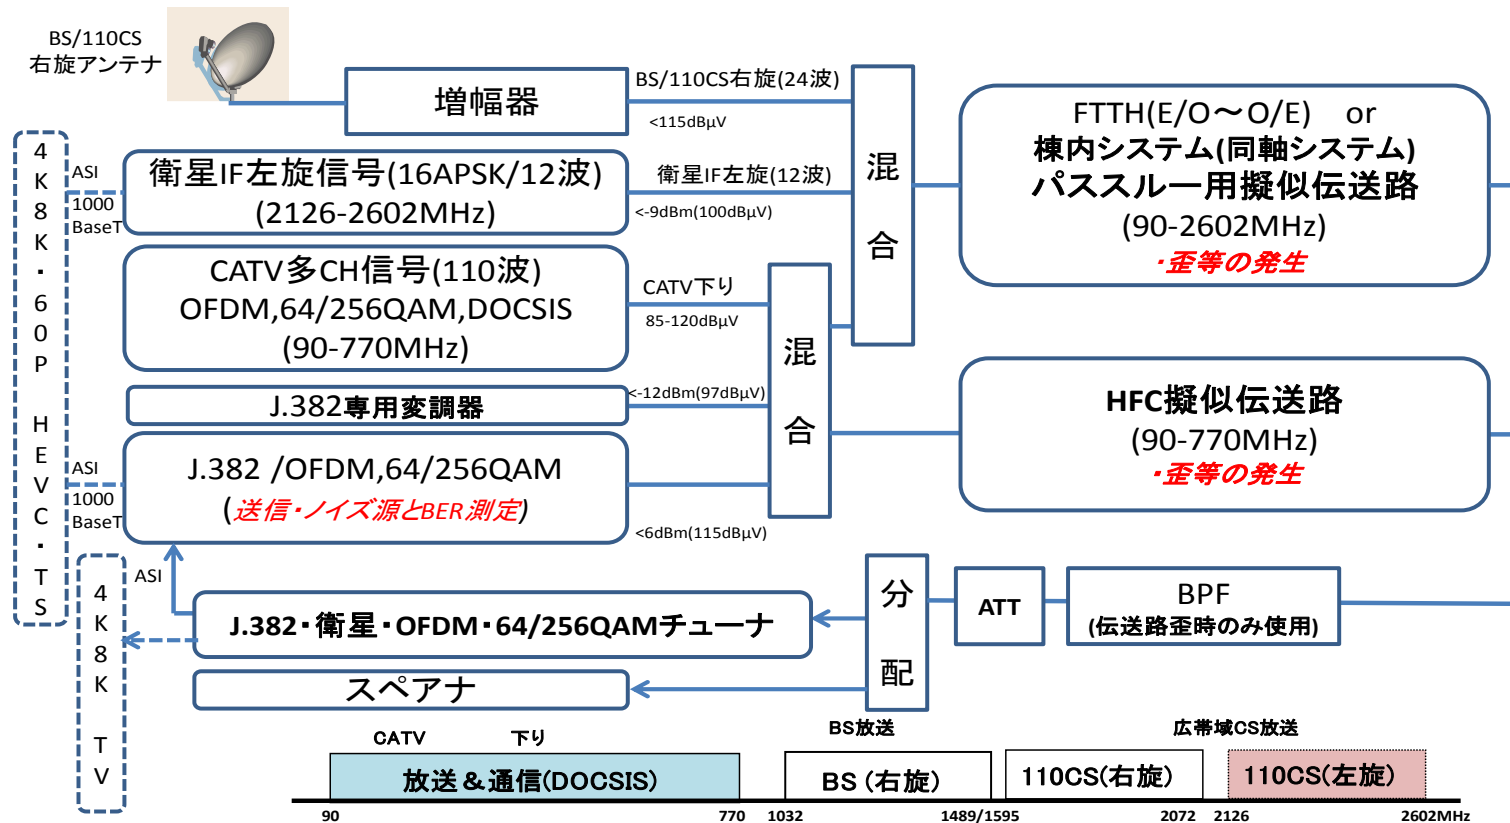 BS/110CS
右旋アンテナ
増幅器
BS/110CS右旋(24波)
<115dBμV
混
合
FTTH(E/O～O/E) or
棟内システム(同軸システム)
パススルー用擬似伝送路
(90-2602MHz)
・歪等の発生
4K8K・60P HEVC・TS
ASI
1000
BaseT
衛星IF左旋信号(16APSK/12波)
(2126-2602MHz)
衛星IF左旋(12波)
<-9dBm(100dBμV)
CATV多CH信号(110波)
OFDM,64/256QAM,DOCSIS
(90-770MHz)
CATV下り
85-120dBμV
混
合
J.382専用変調器
<-12dBm(97dBμV)
HFC擬似伝送路
(90-770MHz)
・歪等の発生
ASI
1000
BaseT
J.382 /OFDM,64/256QAM
(送信・ノイズ源とBER測定)
<6dBm(115dBμV)
4K8K TV
ASI
J.382・衛星・OFDM・64/256QAMチューナ
スペアナ
分
配
ATT
BPF
(伝送路歪時のみ使用)
CATV 下り
BS放送
広帯域CS放送
放送＆通信(DOCSIS)
BS (右旋)
110CS(右旋)
110CS(左旋)
90
770
1032
1489/1595
2072
2126
2602MHz